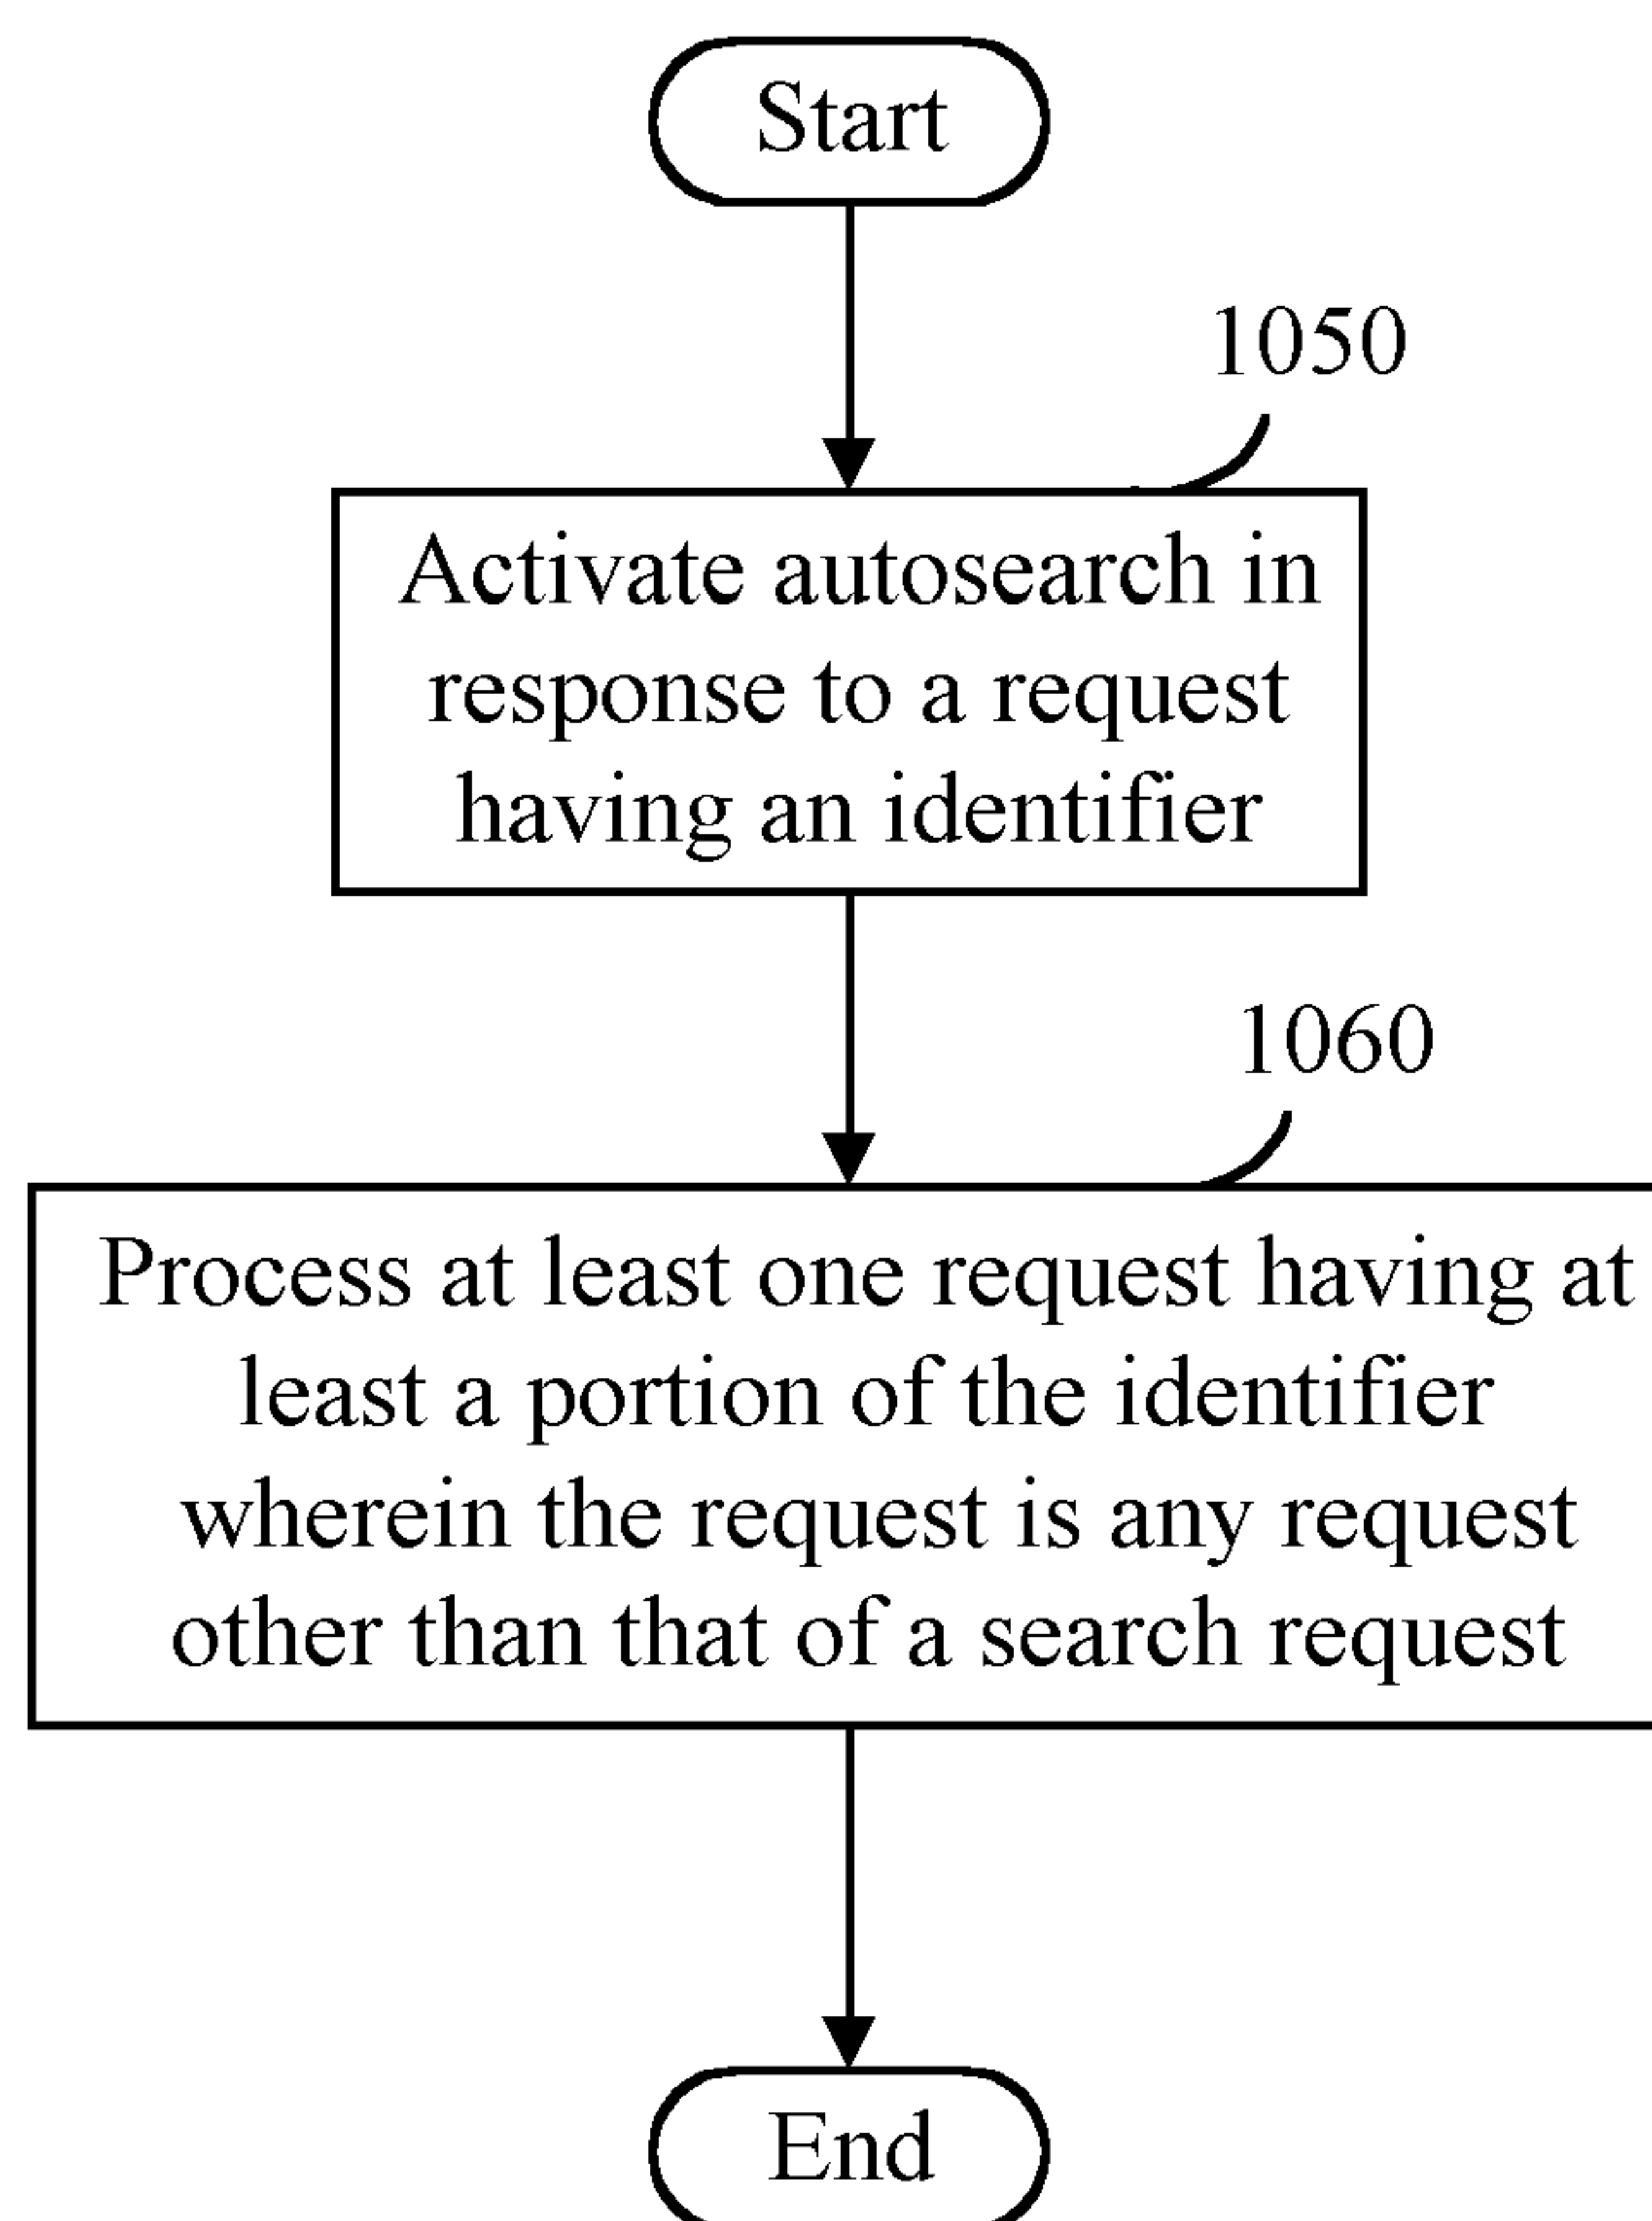 Start
1050
Activate autosearch in
response to a request
having an identifier
1060
Process at least one request having at
least a portion of the identifier
wherein the request is any request
other than that of a search request
End